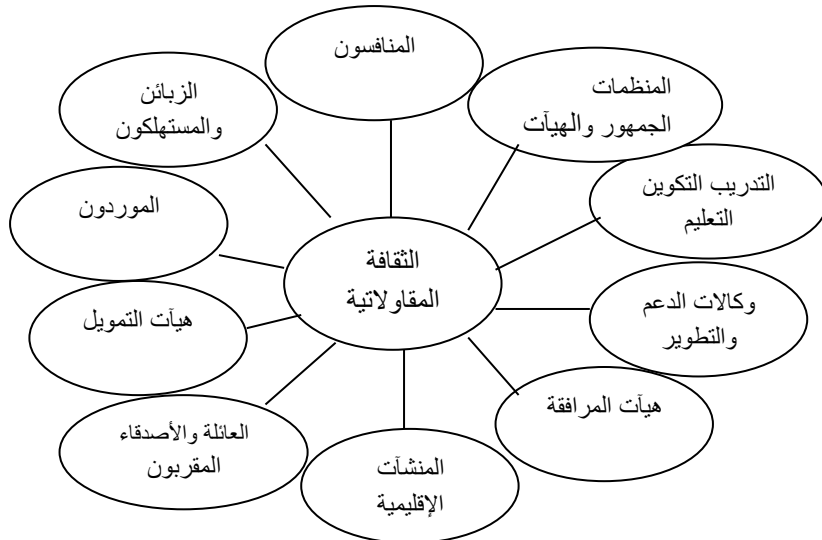 المنافسون
المنظمات
الجمهور والهيآت
الزبائن
والمستهلكون
التدريب التكوين
التعليم
الموردون
الثقافة
المقاولاتية
وكالات الدعم
والتطوير
هيآت التمويل
هيآت المرافقة
العائلة والأصدقاء
المقربون
المنشآت
الإقليمية